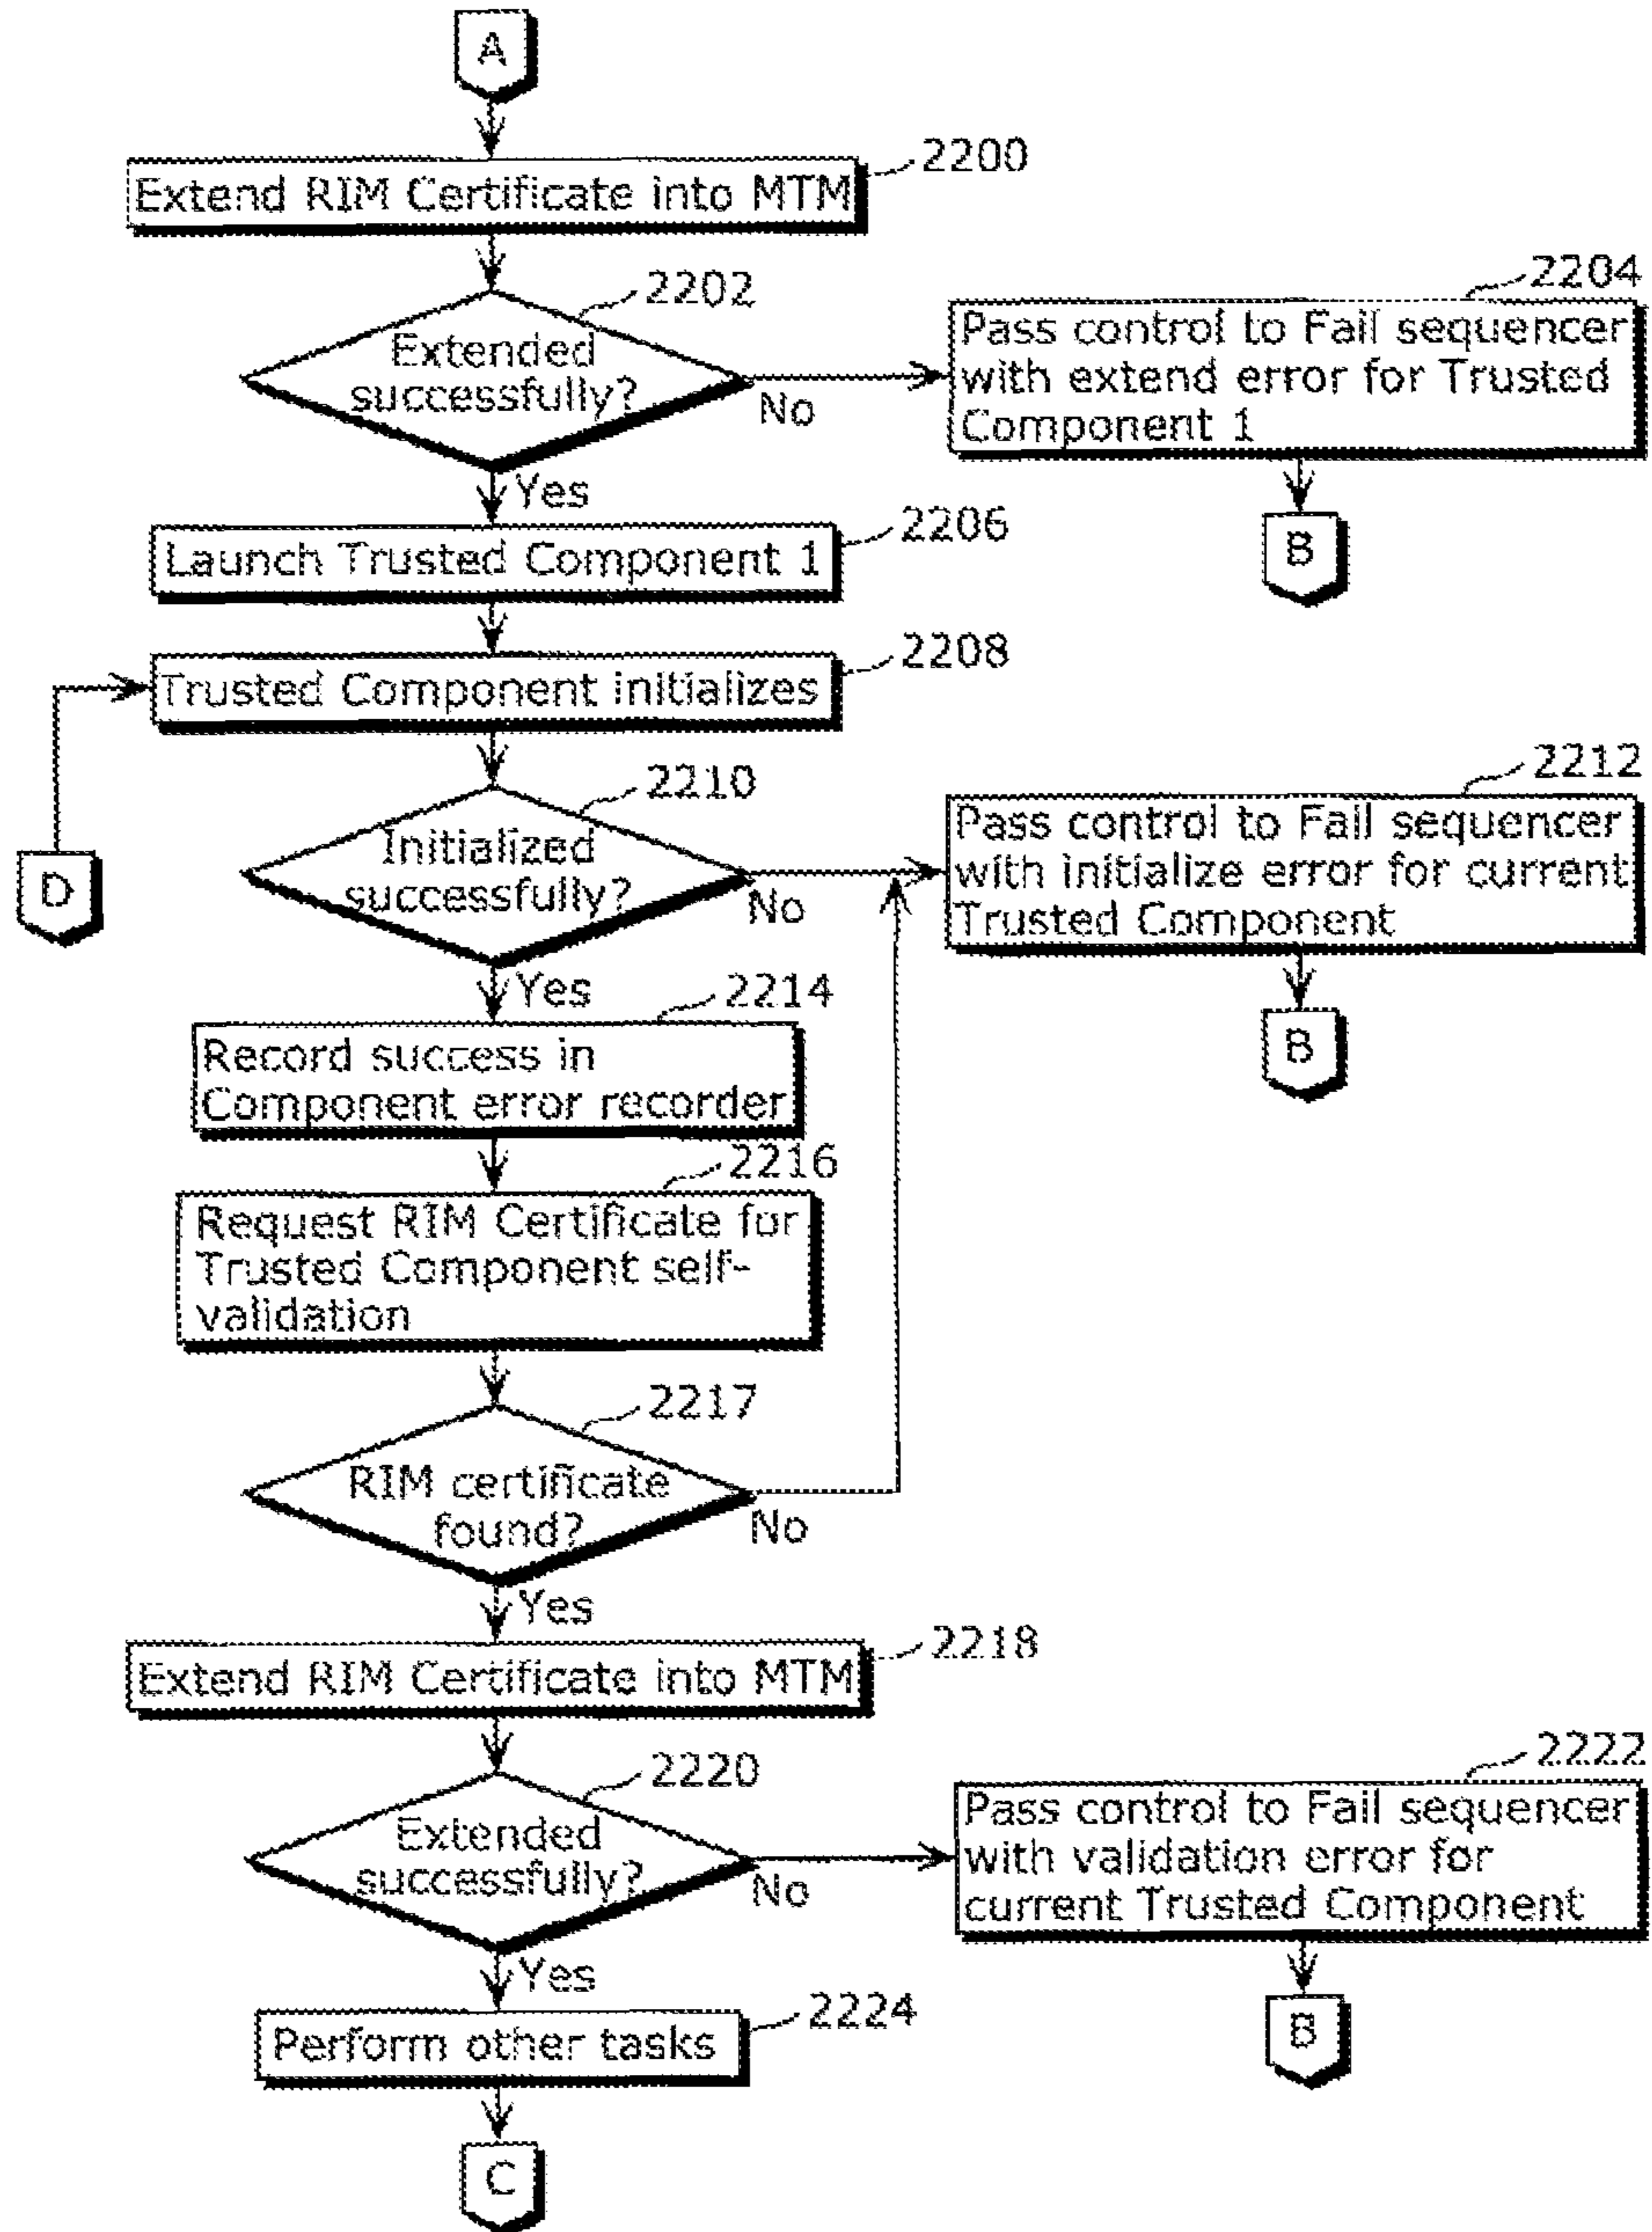 A
2200
Extend RIM Certificate into MTM
2202
2204
Extended
successfully?
No
Yes
Pass control to Fail sequencer
with extend error for Trusted
Component 1
B
2206
Launch Trusted Component 1
2208
Trusted Component initializes
D
2210
2212
Initialized
successfully?
No
Yes
Pass control to Fail sequencer
with initialize error for current
Trusted Component
B
2214
Record success in
Component error recorder
2216
Request RIM Certificate for
Trusted Component self-
validation
2217
RIM certificate
found?
No
Yes
2218
Extend RIM Certificate into MTM
2220
2222
Extended
successfully?
No
Yes
Pass control to Fail sequencer
with validation error for
current Trusted Component
B
2224
Perform other tasks
C